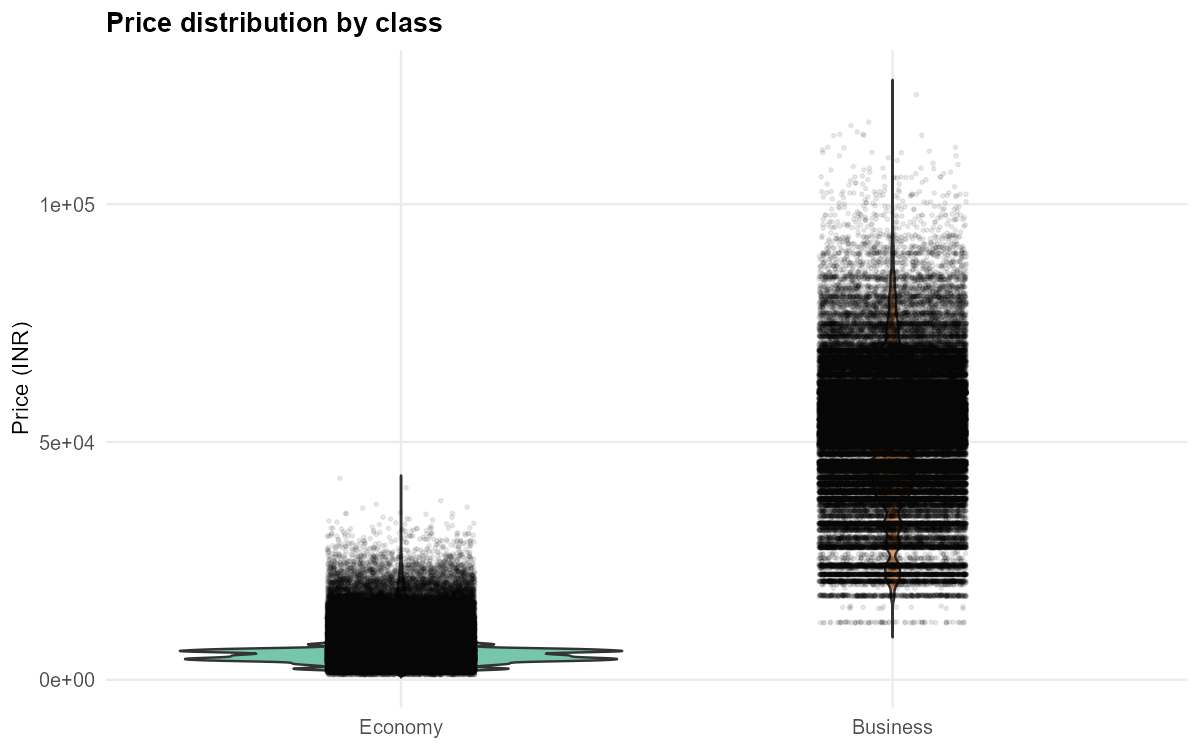 Price distribution by class
Price (INR)
1e+05
5e+04
0e+00
Economy
Business